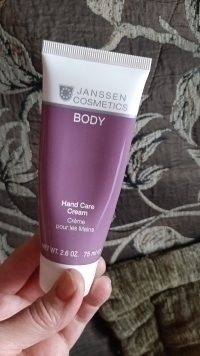 JANSSEN
COSMETICS
BODY
Hand Care
Cream
Crème
pour les Mains
NET WT. 2.6 OZ. 75 ml